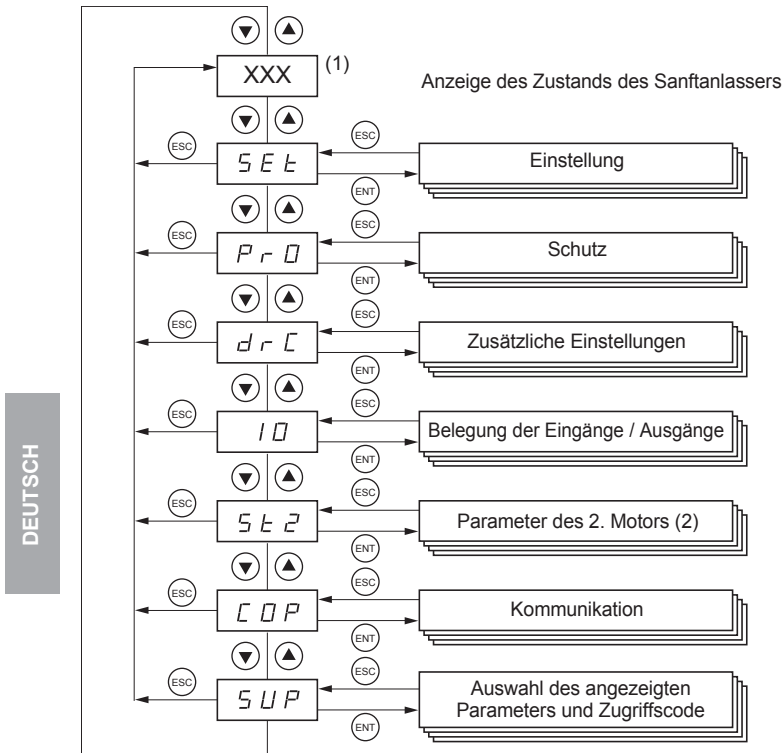 XXX
(1)
Anzeige des Zustands des Sanftanlassers
ESC
SEt
ESC
ENT
Einstellung
ESC
PrO
ESC
ENT
Schutz
ESC
drC
ESC
ENT
Zusätzliche Einstellungen
ESC
IO
ESC
ENT
Belegung der Eingänge / Ausgänge
ESC
St2
ESC
ENT
Parameter des 2. Motors (2)
ESC
COP
ESC
ENT
Kommunikation
ESC
SUP
ESC
ENT
Auswahl des angezeigten
Parameters und Zugriffscode
DEUTSCH